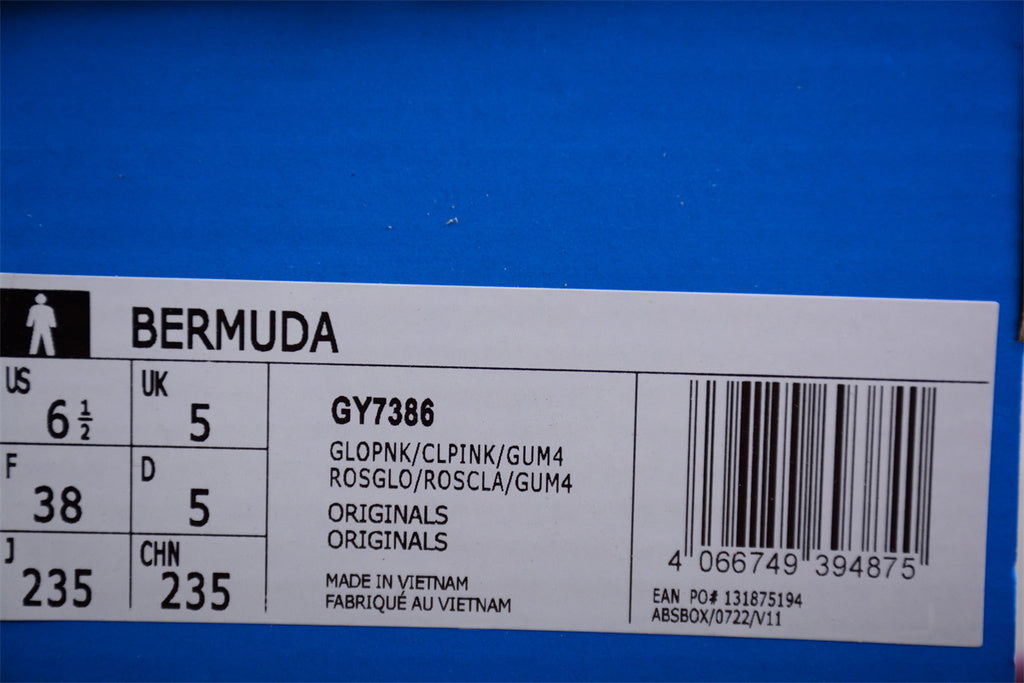 BERMUDA
US 6 1/2
UK 5
F 38
D 5
J 235
CHN 235
GY7386
GLOPNK/CLPINK/GUM4
ROSGLO/ROSCLA/GUM4
ORIGINALS
ORIGINALS
MADE IN VIETNAM
FABRIQUÉ AU VIETNAM
4 066749 394875
EAN PO# 131875194
ABSBOX/0722/V11